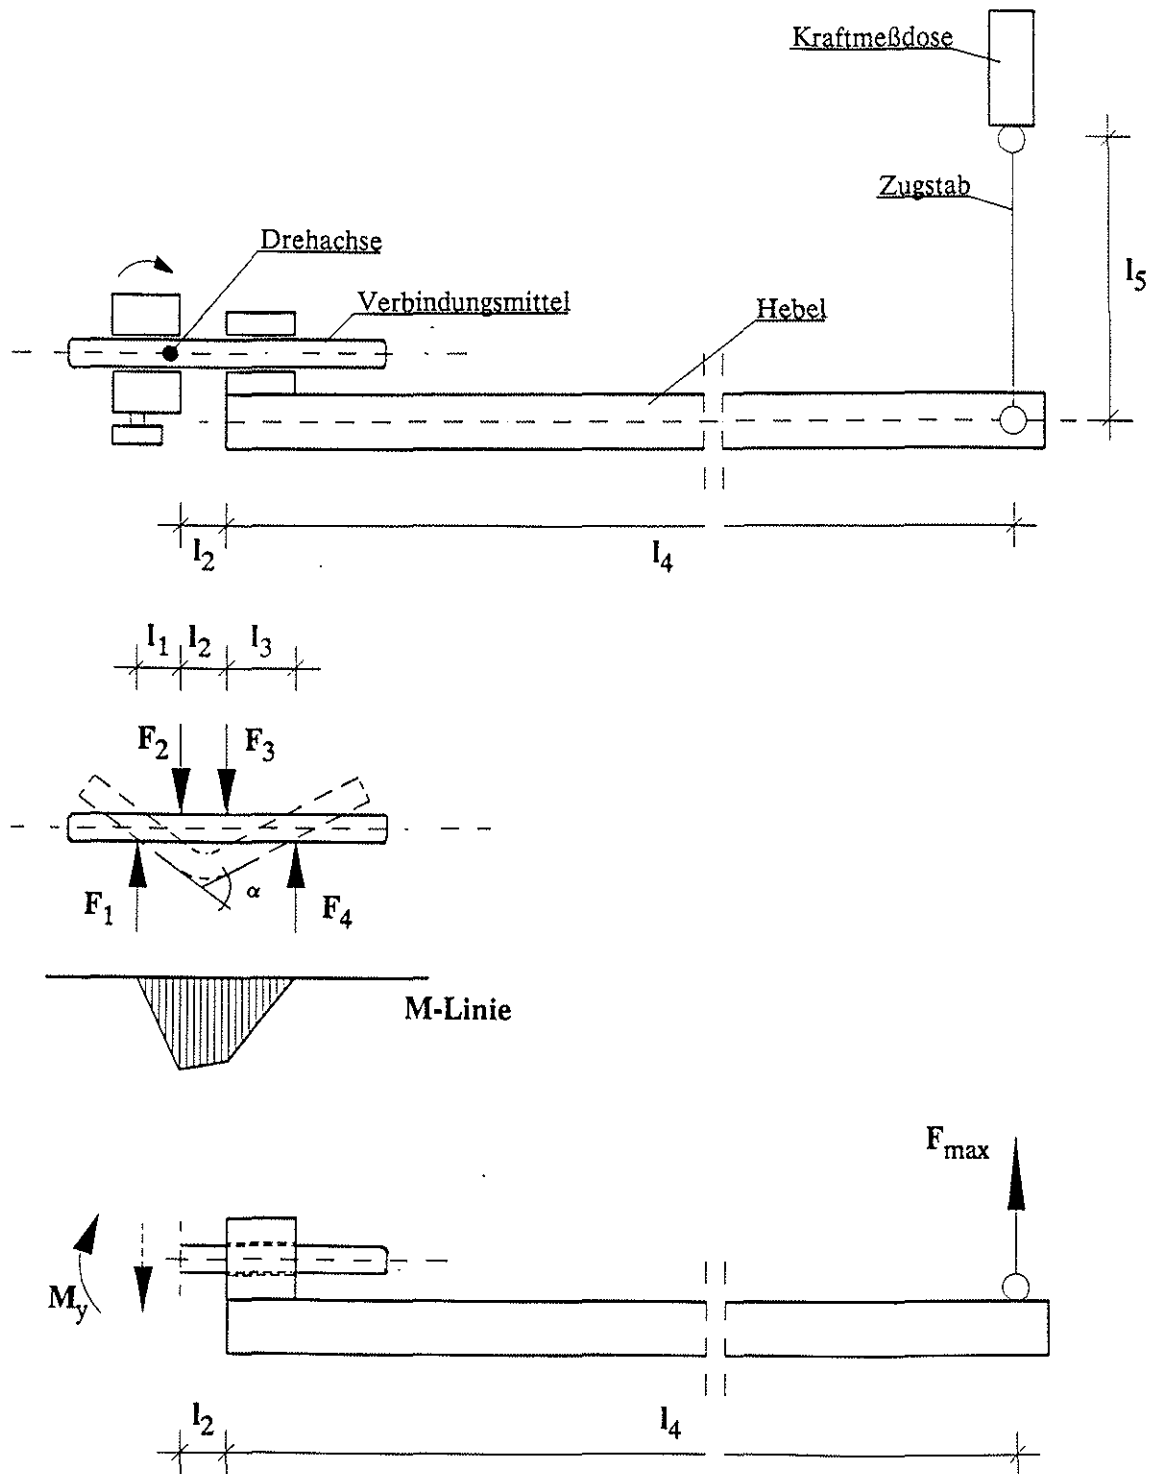 Kraftmeßdose
Zugstab
Drehachse
l5
Verbindungsmittel
Hebel
l2
l4
l1 l2 l3
F2 F3
α
F1 F4
M-Linie
Fmax
My
l2
l4